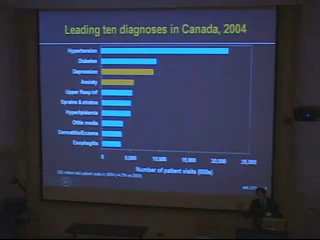 Leading ten diagnoses in Canada, 2004
Hypertension
Diabetes
Depression
Anxiety
Upper Resp Inf
Sprains & strains
Hyperlipidemia
Otitis media
Dermatitis/Eczema
Esophagitis
0 5,000 10,000 15,000 20,000 25,000
Number of patient visits (000s)